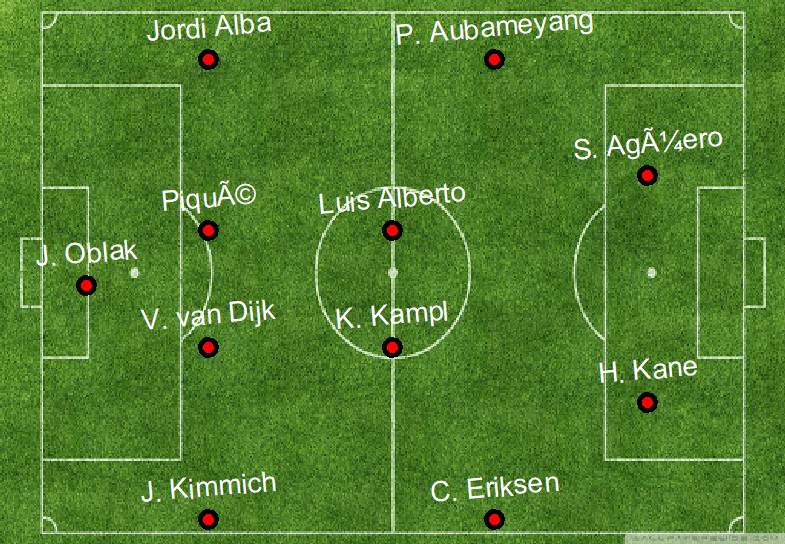 Jordi Alba
P. Aubameyang
S. AgÃ¼ero
PiquÃ©
Luis Alberto
J. Oblak
V. van Dijk
K. Kampl
H. Kane
J. Kimmich
C. Eriksen